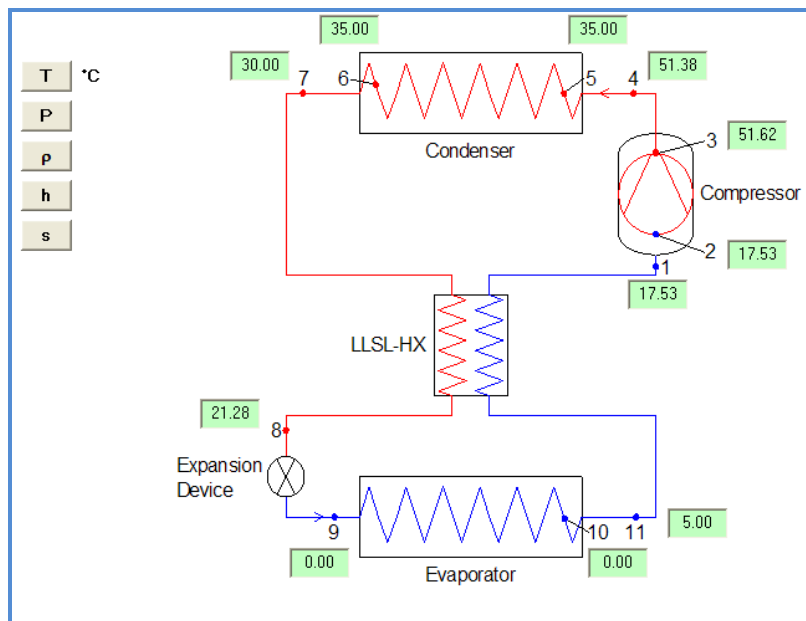 35.00 35.00
T °C 30.00 7 6 5 4 51.38
P
ρ Condenser 3 51.62
h Compressor
s 2 17.53
1
17.53
LLSL-HX
21.28
8
Expansion
Device
9 10 11 5.00
0.00 0.00
Evaporator